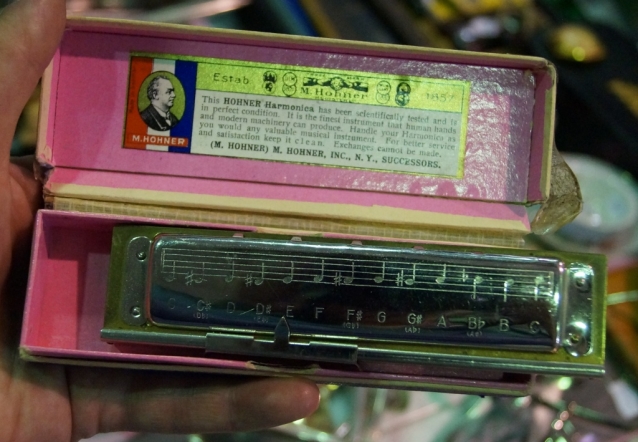 Estab M. Hohner 1857
M.HOHNER
This HOHNER Harmonica has been scientifically tested and is
in perfect condition. It is the finest instrument that human hands
and modern machinery can produce. Handle your Harmonica as
you would any valuable musical instrument. For better service
and satisfaction keep it clean. Exchanges cannot be made.
(M. HOHNER) M. HOHNER, INC., N. Y., SUCCESSORS.
C C# D D# E F F# G G# A B♭ B C